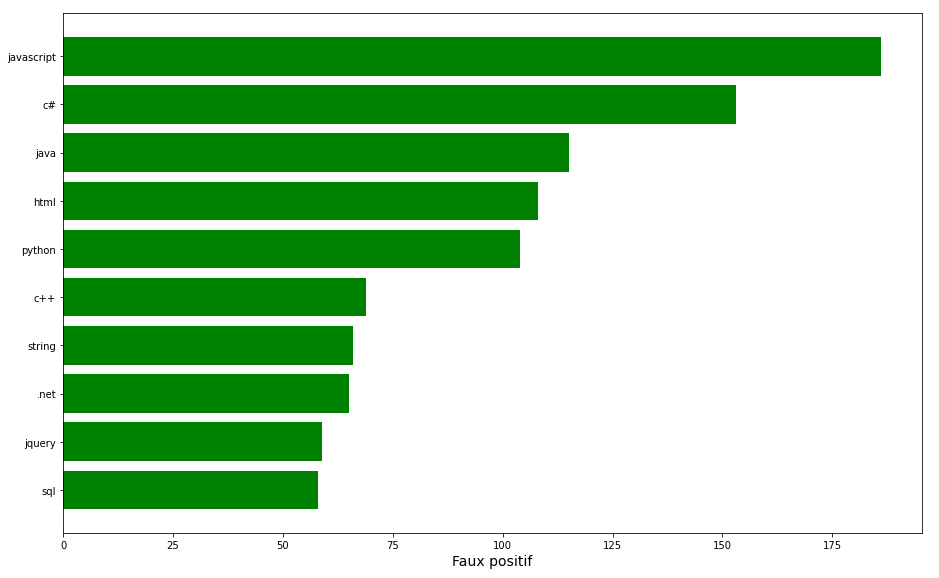 javascript
c#
java
html
python
c++
string
.net
jquery
sql
0 25 50 75 100 125 150 175
Faux positif